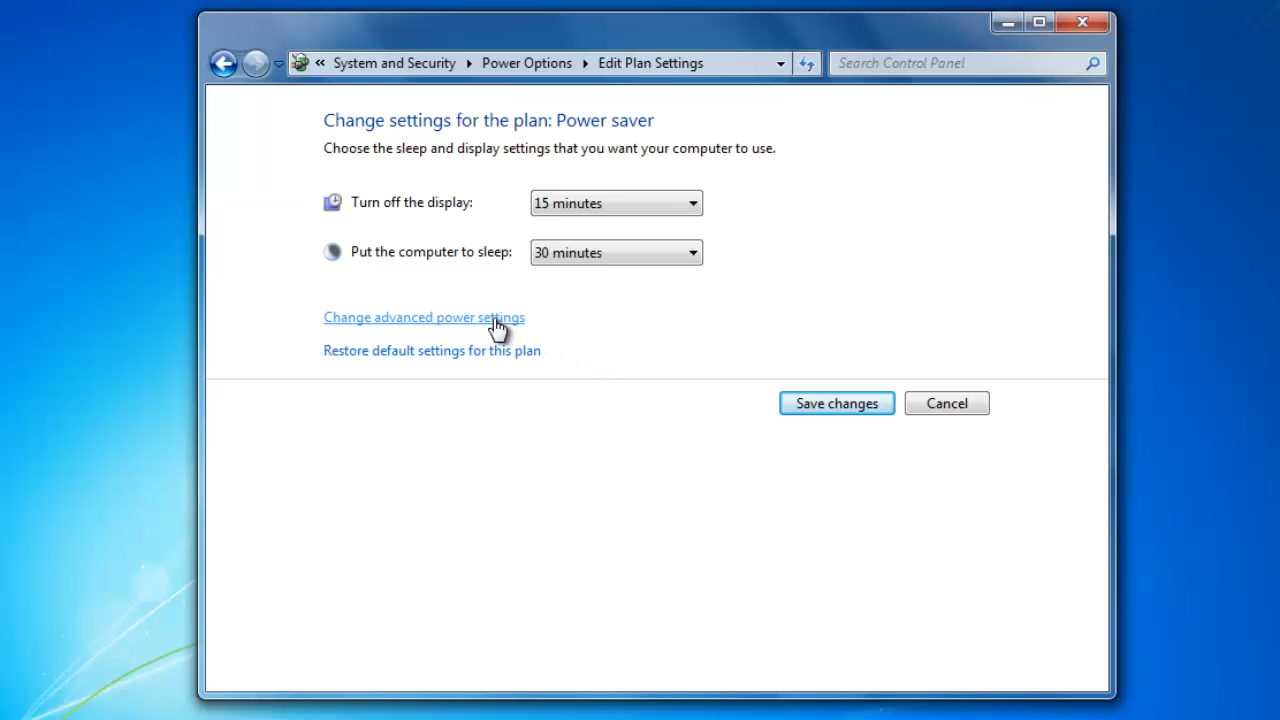 « System and Security Power Options Edit Plan Settings
Search Control Panel
Change settings for the plan: Power saver
Choose the sleep and display settings that you want your computer to use.
Turn off the display: 15 minutes
Put the computer to sleep: 30 minutes
Change advanced power settings
Restore default settings for this plan
Save changes Cancel